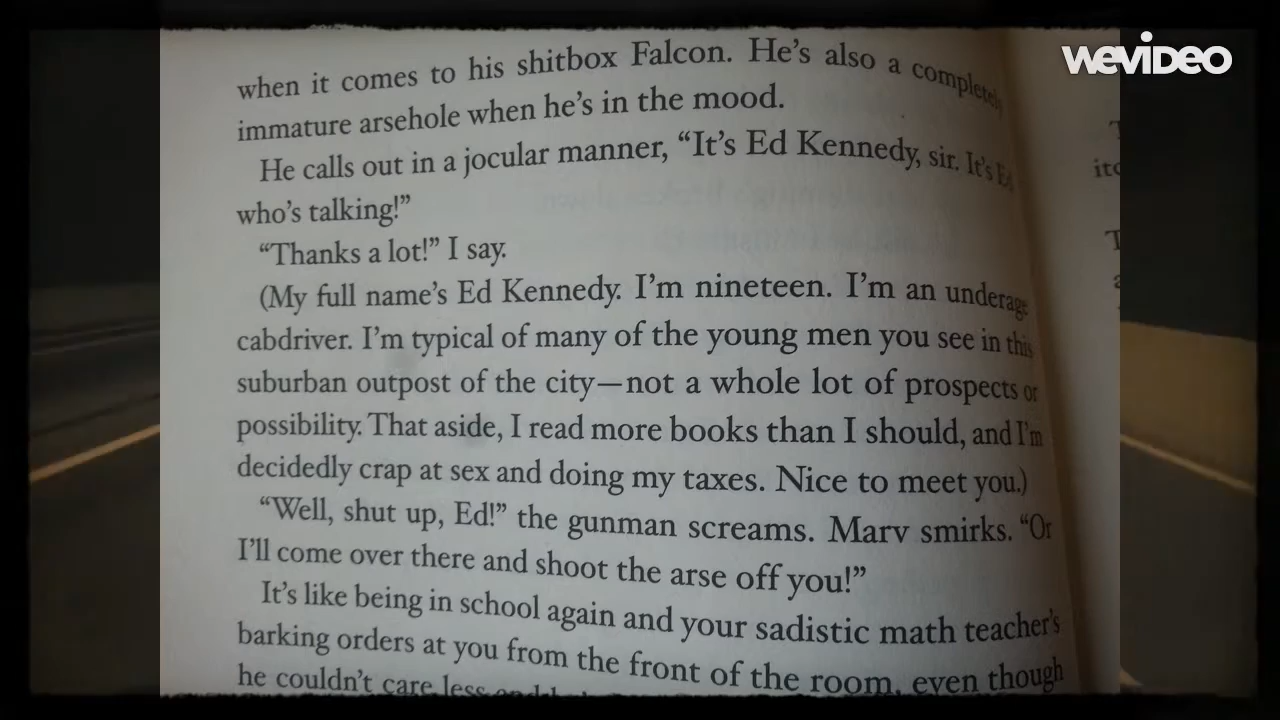 WEVIDEO
when it comes to his shitbox Falcon. He's also a completely
immature arsehole when he's in the mood.
He calls out in a jocular manner, “It's Ed Kennedy, sir. It's Ed
who's talking!”
“Thanks a lot!” I say.
(My full name's Ed Kennedy. I'm nineteen. I'm an underage
cabdriver. I'm typical of many of the young men you see in this
suburban outpost of the city—not a whole lot of prospects or
possibility. That aside, I read more books than I should, and I'm
decidedly crap at sex and doing my taxes. Nice to meet you.)
“Well, shut up, Ed!” the gunman screams. Marv smirks. “Or
I'll come over there and shoot the arse off you!”
It's like being in school again and your sadistic math teacher's
barking orders at you from the front of the room, even though
he couldn't care less